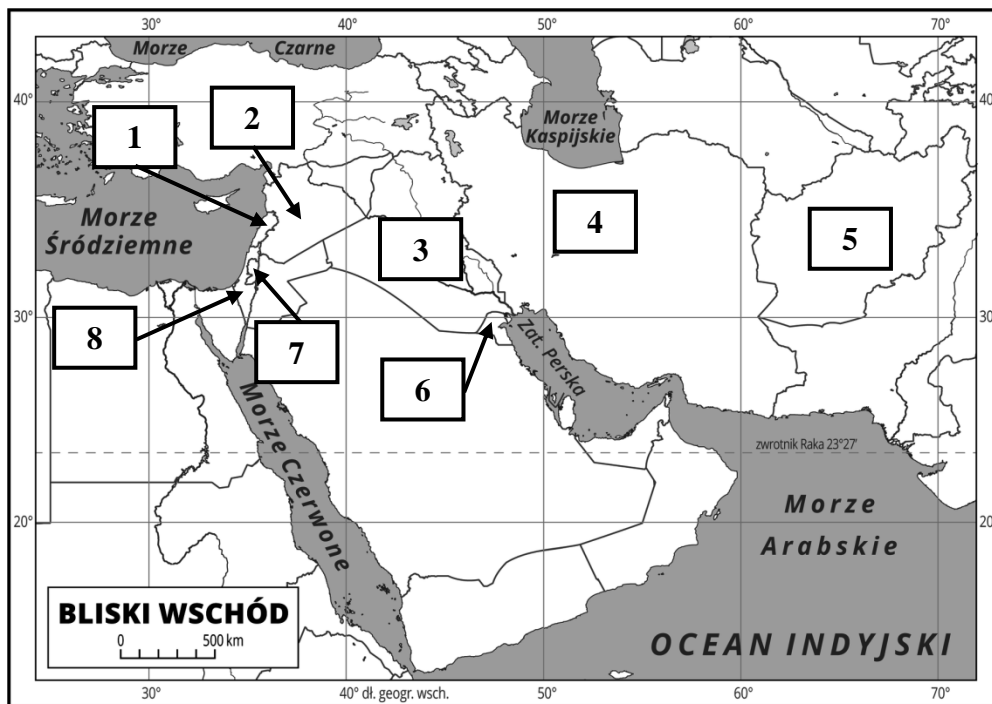 30° 40° 50° 60° 70°
Morze Czarne
40° 40°
Morze
Kaspijskie
1
2
Morze
Śródziemne
3
4
5
30° 30°
8
7
6
Zat. Perska
Morze Czerwone
zwrotnik Raka 23°27'
20° 20°
Morze
Arabskie
BLISKI WSCHÓD
0 500 km
OCEAN INDYJSKI
30° 40° dł. geogr. wsch. 50° 60° 70°